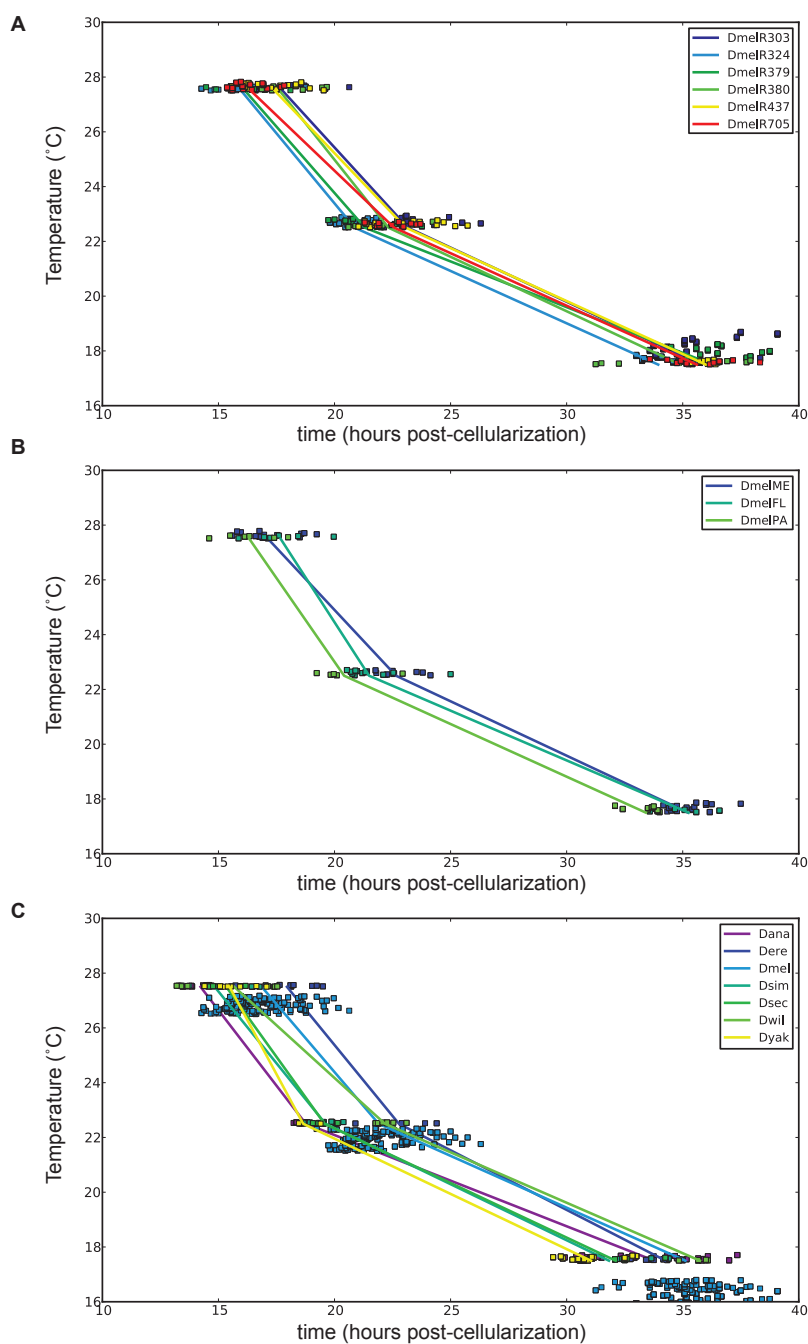 A
30
28
26
24
22
20
18
16
10
15
20
25
30
35
40
Temperature (˚C)
time (hours post-cellularization)
DmelR303
DmelR324
DmelR379
DmelR380
DmelR437
DmelR705
B
30
28
26
24
22
20
18
16
10
15
20
25
30
35
40
Temperature (˚C)
time (hours post-cellularization)
DmelME
DmelFL
DmelPA
C
30
28
26
24
22
20
18
16
10
15
20
25
30
35
40
Temperature (˚C)
time (hours post-cellularization)
Dana
Dere
Dmel
Dsim
Dsec
Dwil
Dyak